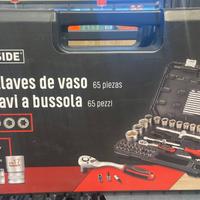 SIDE
llaves de vaso 65 piezas
avi a bussola 65 pezzi